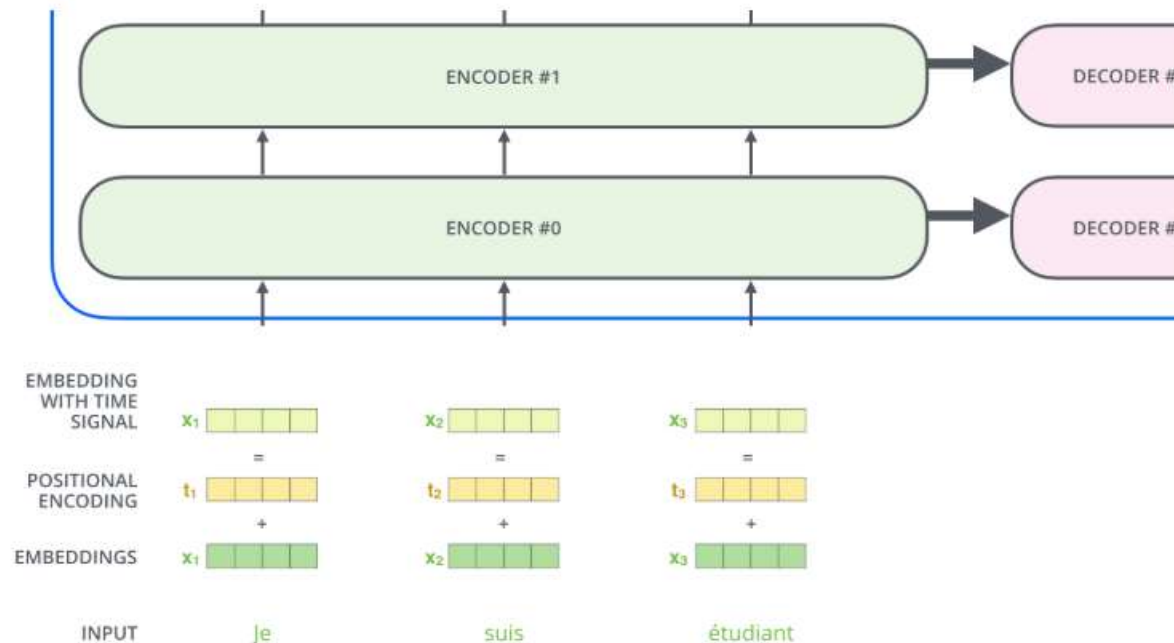 ENCODER #1
DECODER #
ENCODER #0
DECODER #
EMBEDDING
WITH TIME
SIGNAL
x₁
x₂
x₃
=
=
=
POSITIONAL
ENCODING
t₁
t₂
t₃
+
+
+
EMBEDDINGS
x₁
x₂
x₃
INPUT
Je
suis
étudiant